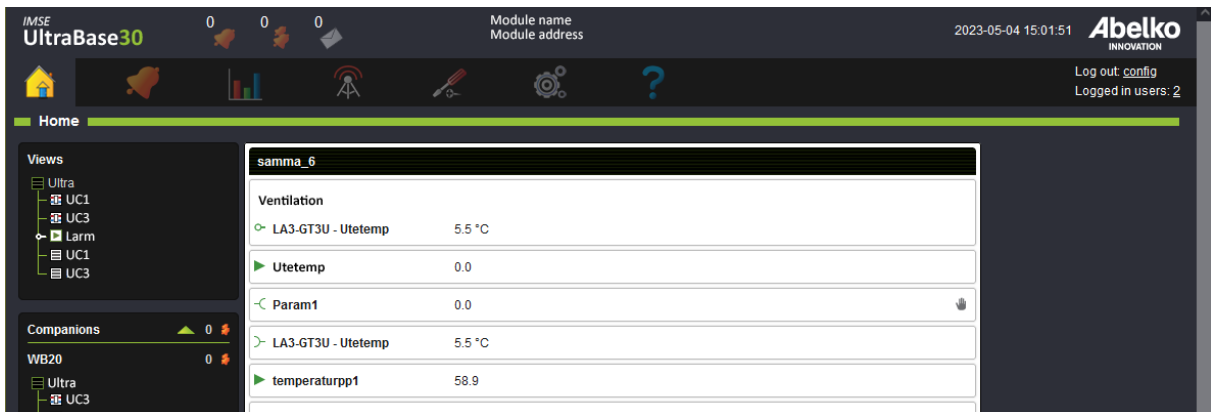 IMSE
UltraBase30
0
0
0
Module name
Module address
2023-05-04 15:01:51
Abelko
INNOVATION
?
Log out: config
Logged in users: 2
Home
Views
Ultra
UC1
UC3
Larm
UC1
UC3
Companions 0
WB20 0
Ultra
UC3
samma_6
Ventilation
LA3-GT3U - Utetemp 5.5 °C
Utetemp 0.0
Param1 0.0
LA3-GT3U - Utetemp 5.5 °C
temperaturpp1 58.9